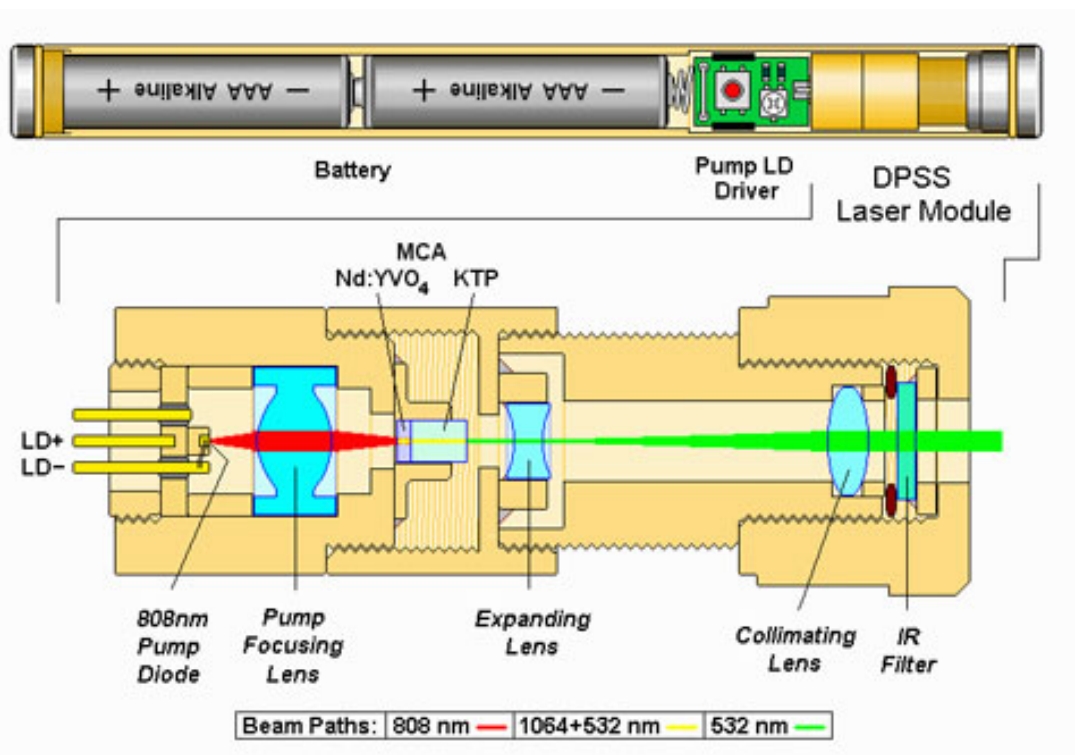 + AAA Alkaline − + AAA Alkaline −
Battery
Pump LD
Driver
DPSS
Laser Module
MCA
Nd:YVO4 KTP
LD+
LD−
808nm
Pump
Diode
Pump
Focusing
Lens
Expanding
Lens
Collimating
Lens
IR
Filter
Beam Paths: 808 nm 1064+532 nm 532 nm